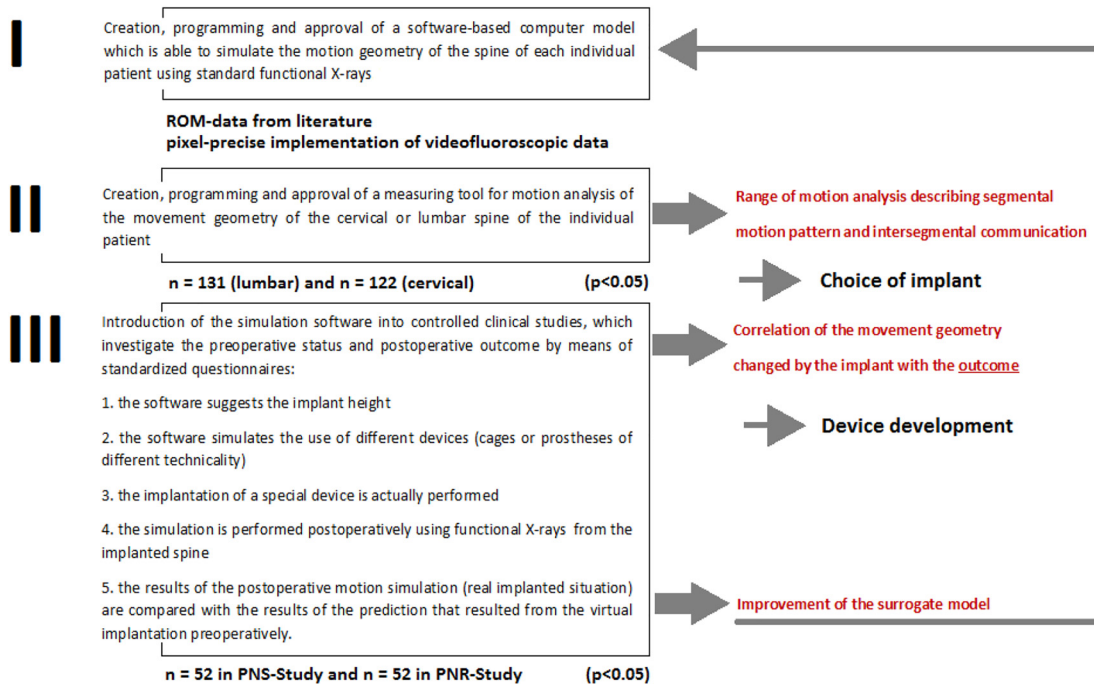 I
Creation, programming and approval of a software-based computer model
which is able to simulate the motion geometry of the spine of each individual
patient using standard functional X-rays
ROM-data from literature
pixel-precise implementation of videofluoroscopic data
II
Creation, programming and approval of a measuring tool for motion analysis of
the movement geometry of the cervical or lumbar spine of the individual
patient
Range of motion analysis describing segmental
motion pattern and intersegmental communication
n = 131 (lumbar) and n = 122 (cervical) (p<0.05)
Choice of implant
III
Introduction of the simulation software into controlled clinical studies, which
investigate the preoperative status and postoperative outcome by means of
standardized questionnaires:
Correlation of the movement geometry
changed by the implant with the outcome
1. the software suggests the implant height
2. the software simulates the use of different devices (cages or prostheses of
different technicality)
Device development
3. the implantation of a special device is actually performed
4. the simulation is performed postoperatively using functional X-rays from the
implanted spine
5. the results of the postoperative motion simulation (real implanted situation)
are compared with the results of the prediction that resulted from the virtual
implantation preoperatively.
Improvement of the surrogate model
n = 52 in PNS-Study and n = 52 in PNR-Study (p<0.05)